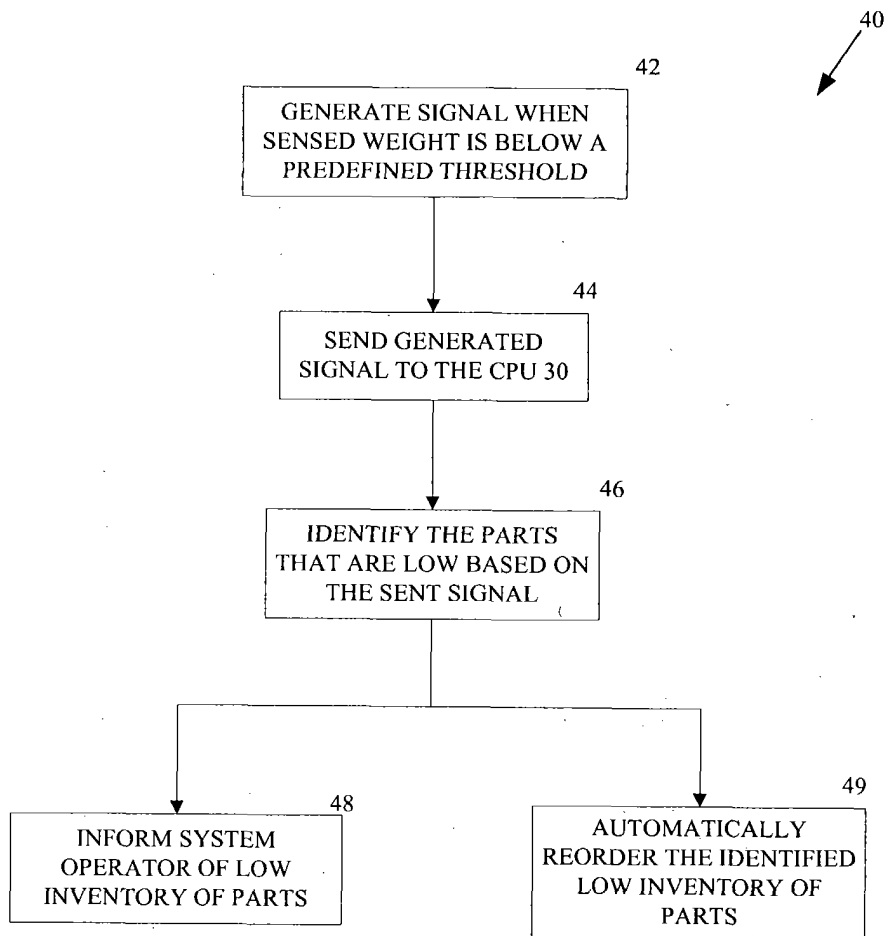 40
42
GENERATE SIGNAL WHEN
SENSED WEIGHT IS BELOW A
PREDEFINED THRESHOLD
44
SEND GENERATED
SIGNAL TO THE CPU 30
46
IDENTIFY THE PARTS
THAT ARE LOW BASED ON
THE SENT SIGNAL
48
INFORM SYSTEM
OPERATOR OF LOW
INVENTORY OF PARTS
49
AUTOMATICALLY
REORDER THE IDENTIFIED
LOW INVENTORY OF
PARTS